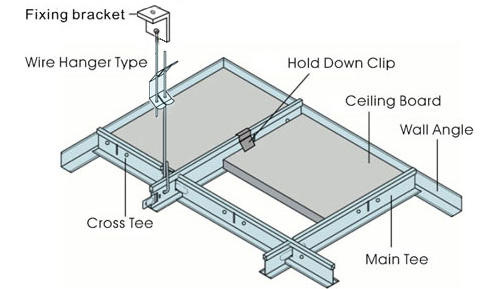 Fixing bracket
Wire Hanger Type
Hold Down Clip
Ceiling Board
Wall Angle
Cross Tee
Main Tee